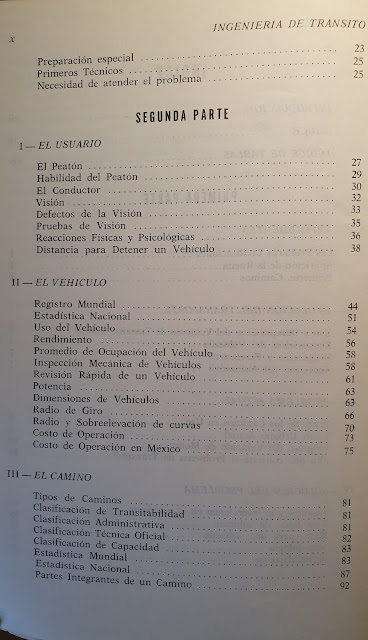 x INGENIERIA DE TRANSITO
Preparación especial 23
Primeros Técnicos 25
Necesidad de atender el problema 25
SEGUNDA PARTE
I — EL USUARIO
El Peatón 27
Habilidad del Peatón 29
El Conductor 30
Visión 32
Defectos de la Visión 33
Pruebas de Visión 35
Reacciones Físicas y Psicológicas 36
Distancia para Detener un Vehículo 38
II — EL VEHICULO
Registro Mundial 44
Estadística Nacional 51
Uso del Vehículo 54
Rendimiento 56
Promedio de Ocupación del Vehículo 58
Inspección Mecánica de Vehículos 58
Revisión Rápida de un Vehículo 61
Potencia 63
Dimensiones de Vehículos 63
Radio de Giro 66
Radio y Sobreelevación de curvas 70
Costo de Operación 73
Costo de Operación en México 75
III — EL CAMINO
Tipos de Caminos 81
Clasificación de Transitabilidad 81
Clasificación Administrativa 81
Clasificación Técnica Oficial 82
Clasificación de Capacidad 83
Estadística Mundial 83
Estadística Nacional 87
Partes Integrantes de un Camino 92